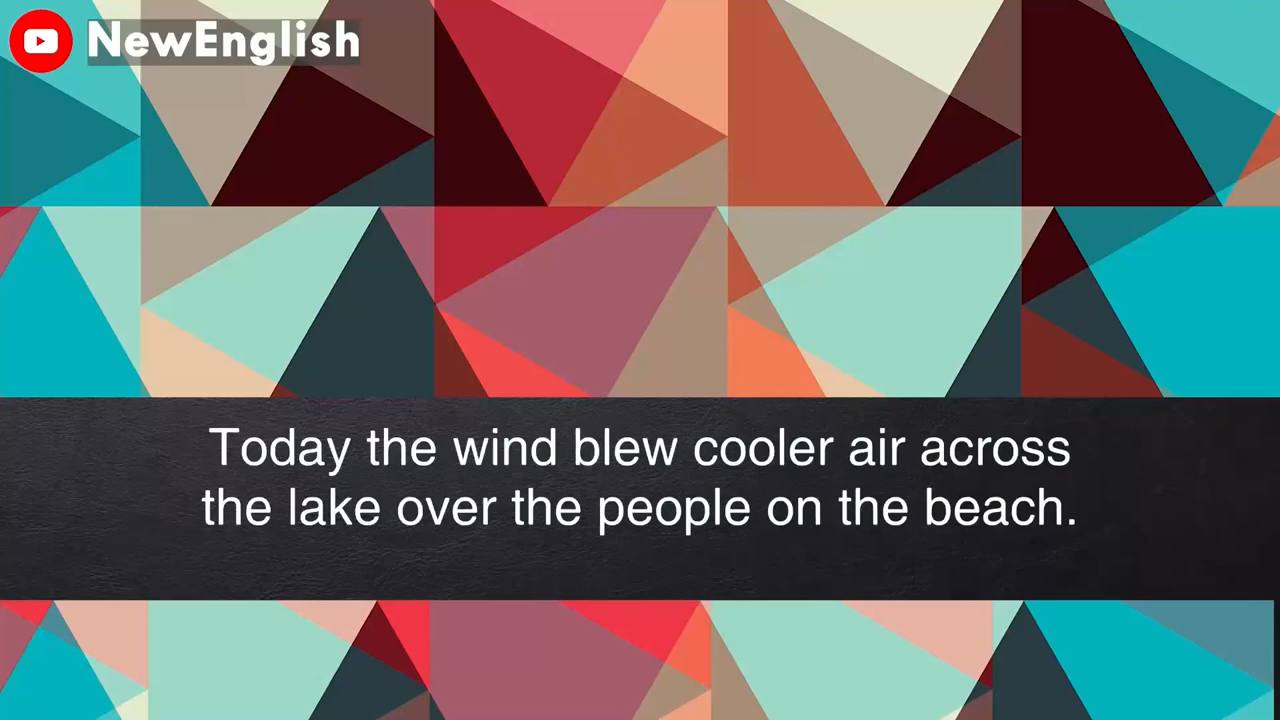 NewEnglish
Today the wind blew cooler air across
the lake over the people on the beach.